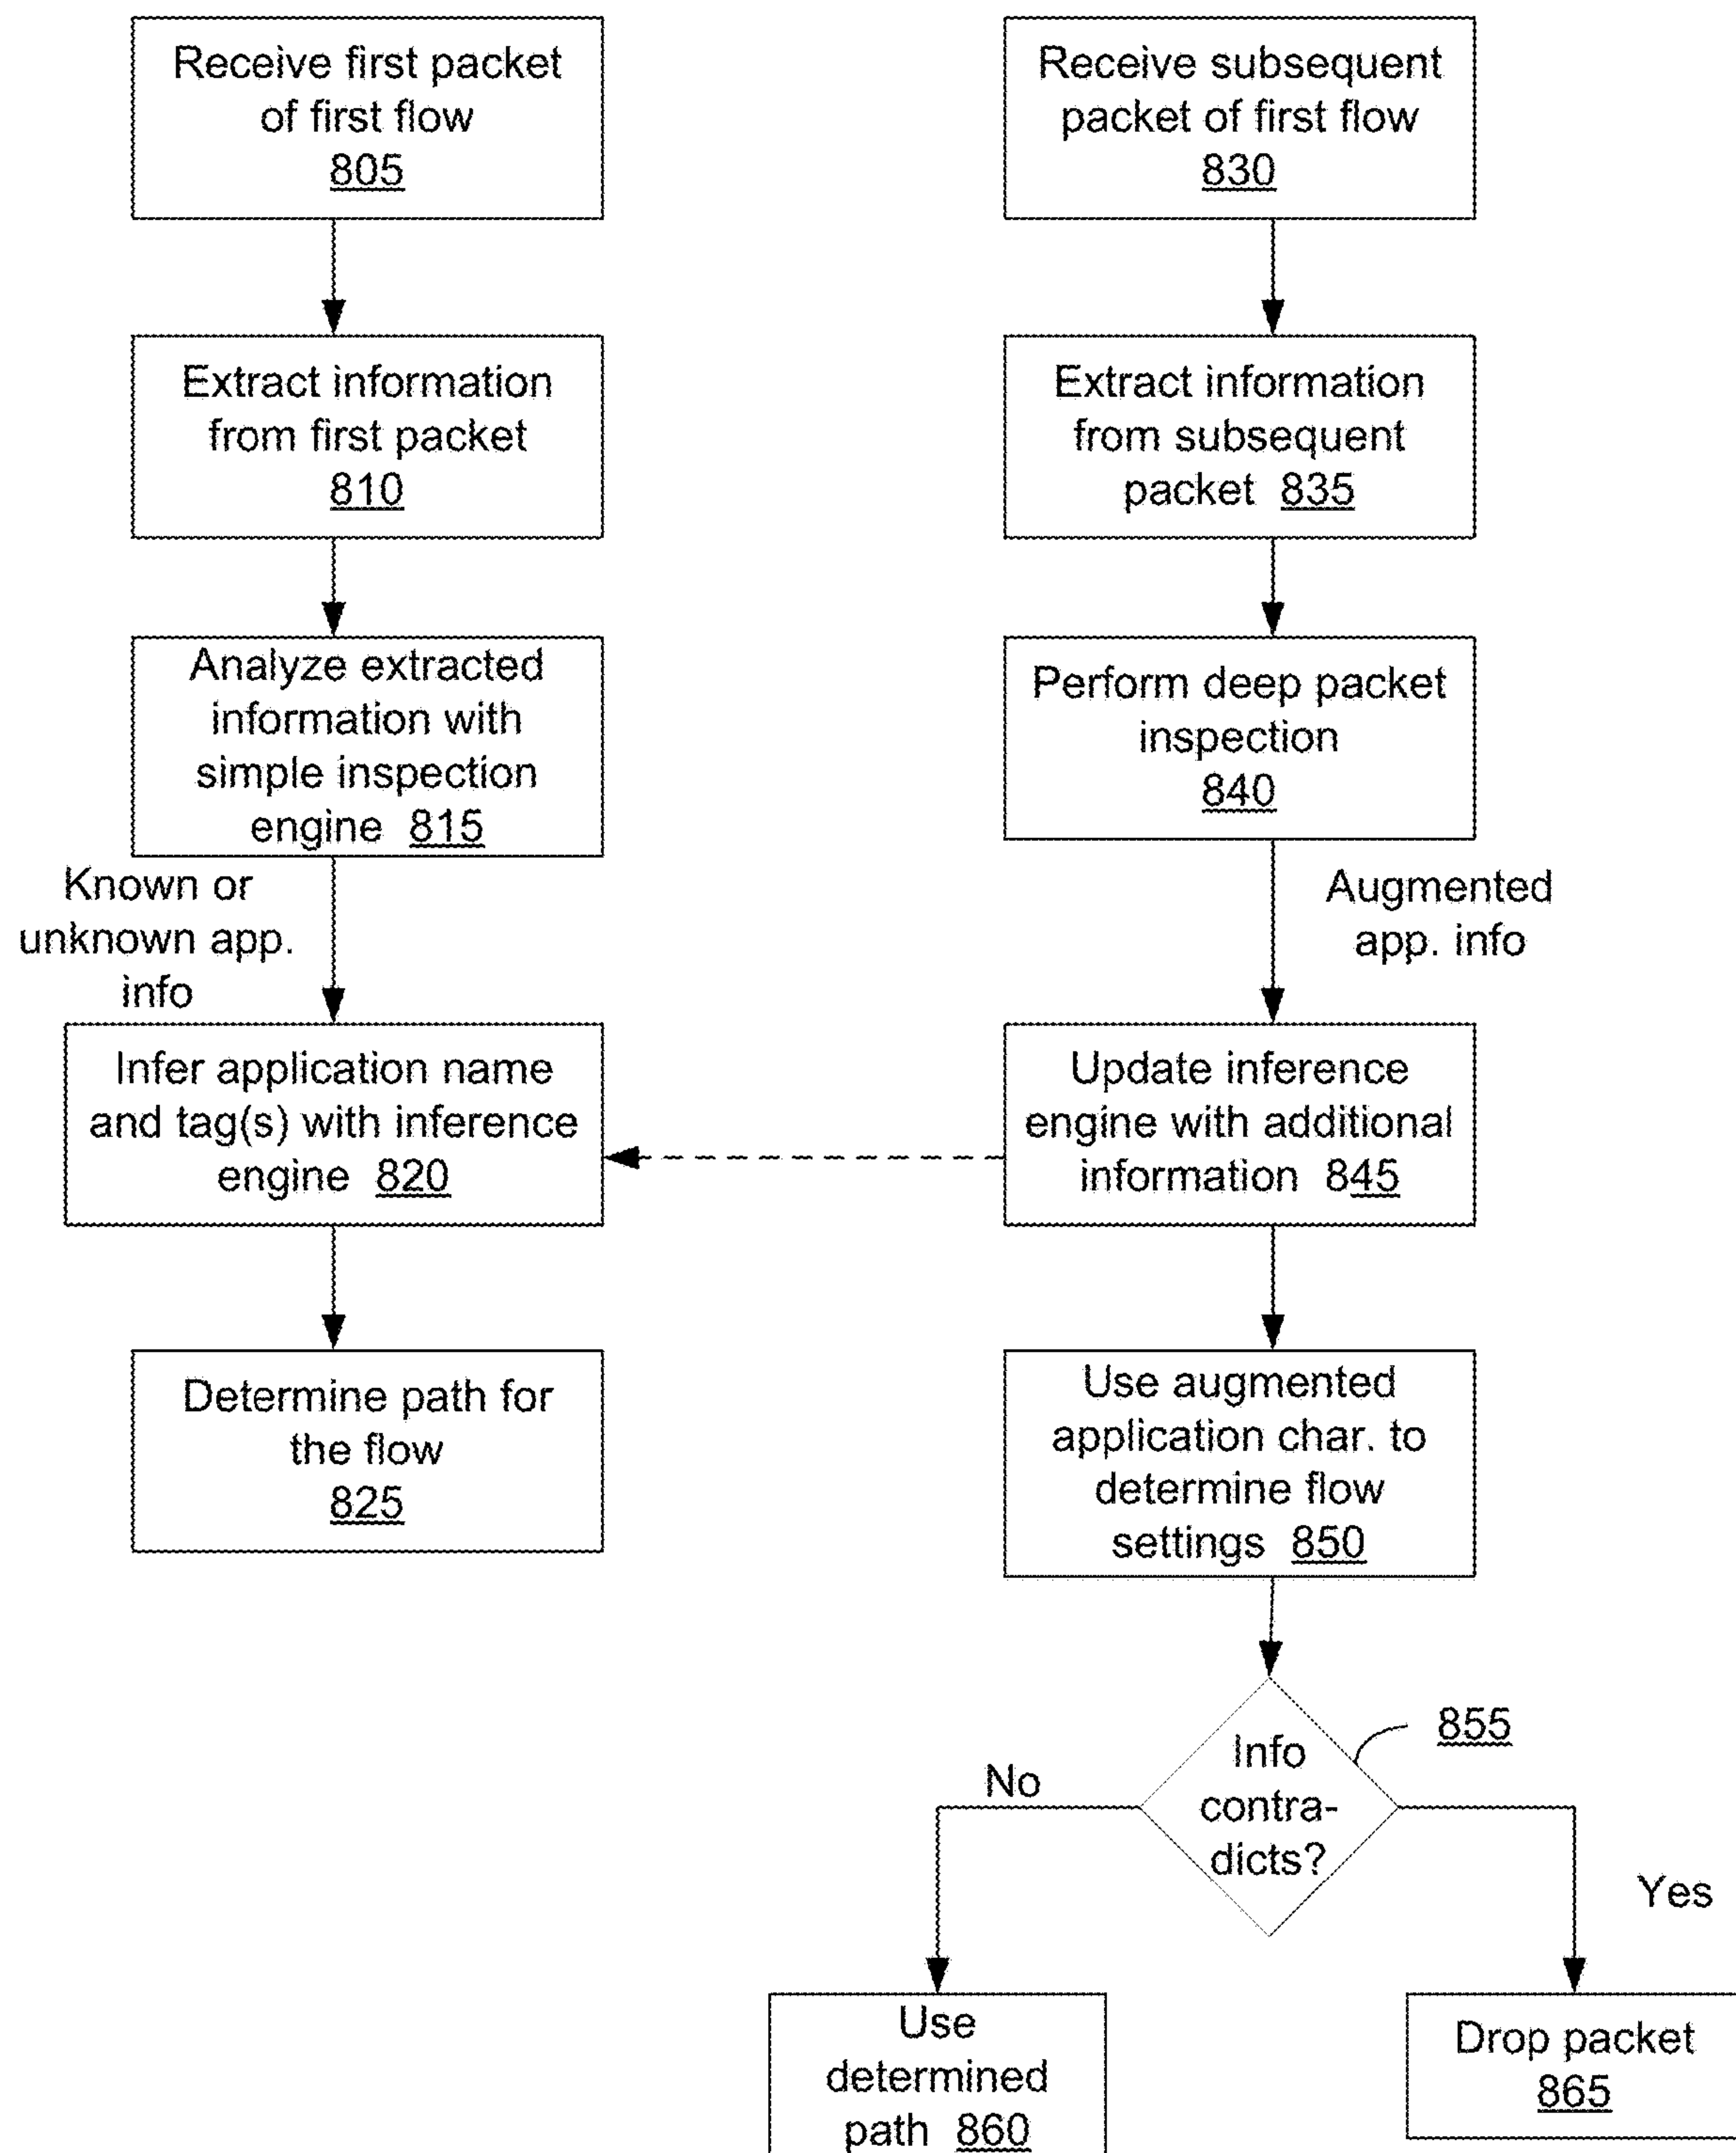 Receive first packet
of first flow
805
Extract information
from first packet
810
Analyze extracted
information with
simple inspection
engine 815
Known or
unknown app.
info
Infer application name
and tag(s) with inference
engine 820
Determine path for
the flow
825
Receive subsequent
packet of first flow
830
Extract information
from subsequent
packet 835
Perform deep packet
inspection
840
Augmented
app. info
Update inference
engine with additional
information 845
Use augmented
application char. to
determine flow
settings 850
855
Info
contra-
dicts?
No
Yes
Use
determined
path 860
Drop packet
865